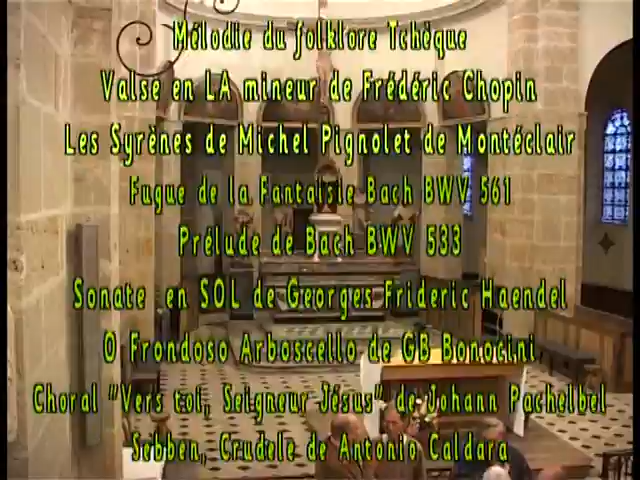 Mélodie du folklore Tchèque
Valse en LA mineur de Frédéric Chopin
Les Syrènes de Michel Pignolet de Montéclair
Fugue de la Fantaisie Bach BWV 561
Prélude de Bach BWV 533
Sonate en SOL de Georges Frideric Haendel
O Frondoso Arboscello de GB Bonocini
Choral "Vers toi, Seigneur Jésus" de Johann Pachelbel
Sebben, Crudele de Antonio Caldara